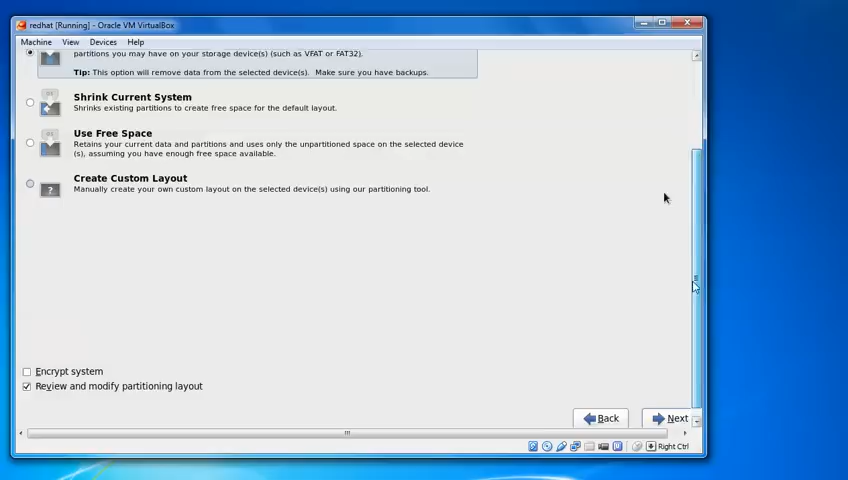 redhat [Running] - Oracle VM VirtualBox
Machine View Devices Help
partitions you may have on your storage device(s) (such as VFAT or FAT32).
Tip: This option will remove data from the selected device(s). Make sure you have backups.
Shrink Current System
Shrinks existing partitions to create free space for the default layout.
Use Free Space
Retains your current data and partitions and uses only the unpartitioned space on the selected device
(s), assuming you have enough free space available.
Create Custom Layout
Manually create your own custom layout on the selected device(s) using our partitioning tool.
Encrypt system
Review and modify partitioning layout
Back Next
Right Ctrl